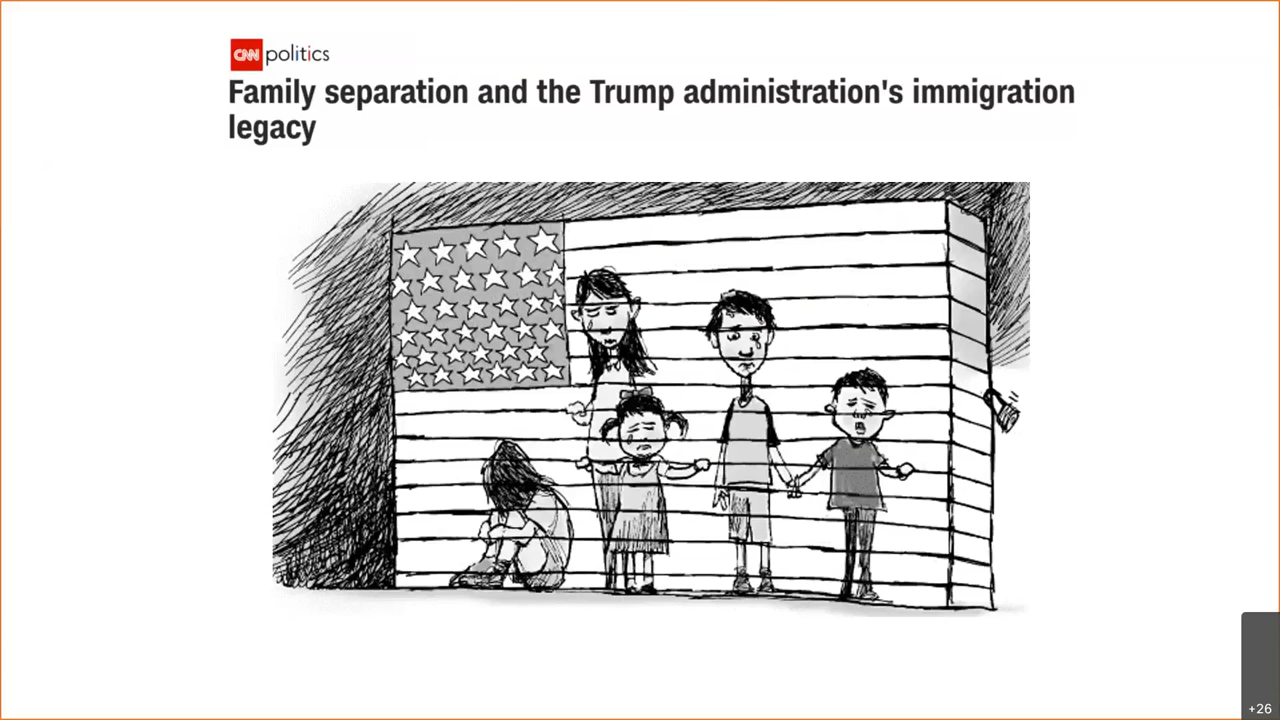 CNN politics
Family separation and the Trump administration's immigration
legacy
+26